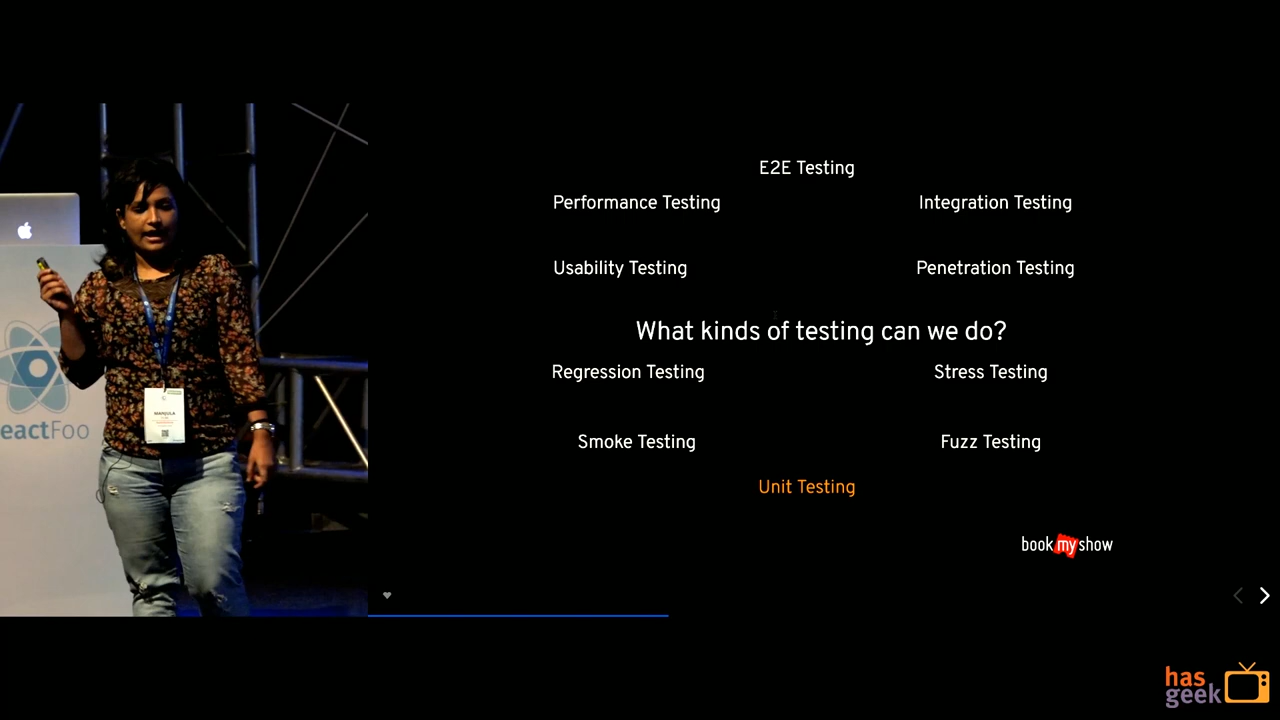 E2E Testing
Performance Testing
Integration Testing
Usability Testing
Penetration Testing
What kinds of testing can we do?
Regression Testing
Stress Testing
Smoke Testing
Fuzz Testing
Unit Testing
bookmyshow
eactFoo
MANJULA
has
geek